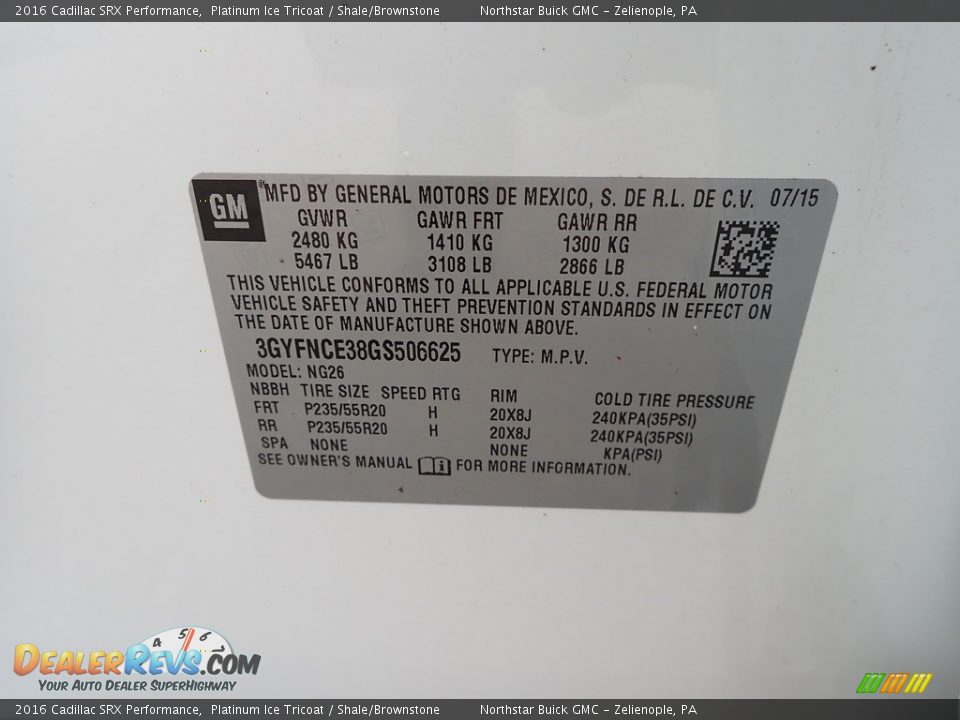 2016 Cadillac SRX Performance, Platinum Ice Tricoat / Shale/Brownstone Northstar Buick GMC - Zelienople, PA
GM® MFD BY GENERAL MOTORS DE MEXICO, S. DE R.L. DE C.V. 07/15
GVWR GAWR FRT GAWR RR
2480 KG 1410 KG 1300 KG
5467 LB 3108 LB 2866 LB
THIS VEHICLE CONFORMS TO ALL APPLICABLE U.S. FEDERAL MOTOR
VEHICLE SAFETY AND THEFT PREVENTION STANDARDS IN EFFECT ON
THE DATE OF MANUFACTURE SHOWN ABOVE.
3GYFNCE38GS506625 TYPE: M.P.V.
MODEL: NG26
NBBH TIRE SIZE SPEED RTG RIM COLD TIRE PRESSURE
FRT P235/55R20 H 20X8J 240KPA(35PSI)
RR P235/55R20 H 20X8J 240KPA(35PSI)
SPA NONE NONE KPA(PSI)
SEE OWNER'S MANUAL i FOR MORE INFORMATION.
4 5 6 7
DEALERREVS.COM
YOUR AUTO DEALER SUPERHIGHWAY
2016 Cadillac SRX Performance, Platinum Ice Tricoat / Shale/Brownstone Northstar Buick GMC - Zelienople, PA